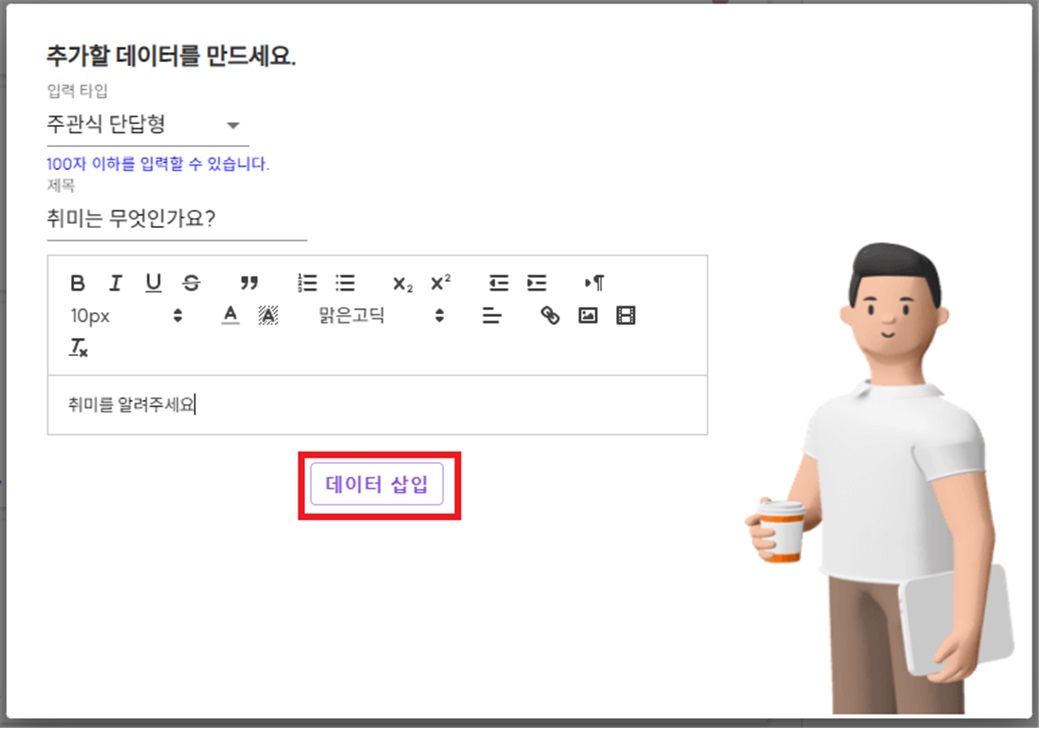 추가할 데이터를 만드세요.
입력 타입
주관식 단답형
100자 이하를 입력할 수 있습니다.
제목
취미는 무엇인가요?
B I U S X₂ X²
10px A A 맑은고딕
취미를 알려주세요
데이터 삽입